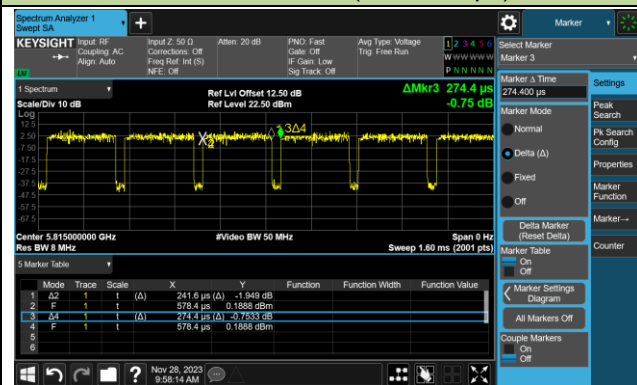 Spectrum Analyzer 1
Swept SA
+
Marker
KEYSIGHT
Input: RF
Coupling: AC
Align: Auto
Input Z: 50 Ω
Corrections: Off
Freq Ref: Int (S)
NFE: Off
Atten: 20 dB
PNO: Fast
Gate: Off
IF Gain: Low
Sig Track: Off
Avg Type: Voltage
Trig: Free Run
1 2 3 4 5 6
W W W W W W
P N N N N N
Select Marker
Marker 3
1 Spectrum
Scale/Div 10 dB
Log
Ref Lvl Offset 12.50 dB
Ref Level 22.50 dBm
ΔMkr3 274.4 µs
-0.75 dB
12.5
2.50
-7.50
-17.5
-27.5
-37.5
-47.5
-57.5
-67.5
X2
3Δ4
Center 5.815000000 GHz
Res BW 8 MHz
#Video BW 50 MHz
Span 0 Hz
Sweep 1.60 ms (2001 pts)
5 Marker Table
Mode Trace Scale X Y Function Function Width Function Value
1 Δ2 1 t (Δ) 241.6 µs (Δ) -1.949 dB
2 F 1 t 578.4 µs 0.1888 dBm
3 Δ4 1 t (Δ) 274.4 µs (Δ) -0.7533 dB
4 F 1 t 578.4 µs 0.1888 dBm
5
6
Marker Δ Time
274.400 µs
Marker Mode
Normal
Delta (Δ)
Fixed
Off
Delta Marker
(Reset Delta)
Marker Table
On
Off
Marker Settings
Diagram
All Markers Off
Couple Markers
On
Off
Settings
Peak
Search
Pk Search
Config
Properties
Marker
Function
Marker→
Counter
?
Nov 28, 2023
9:58:14 AM